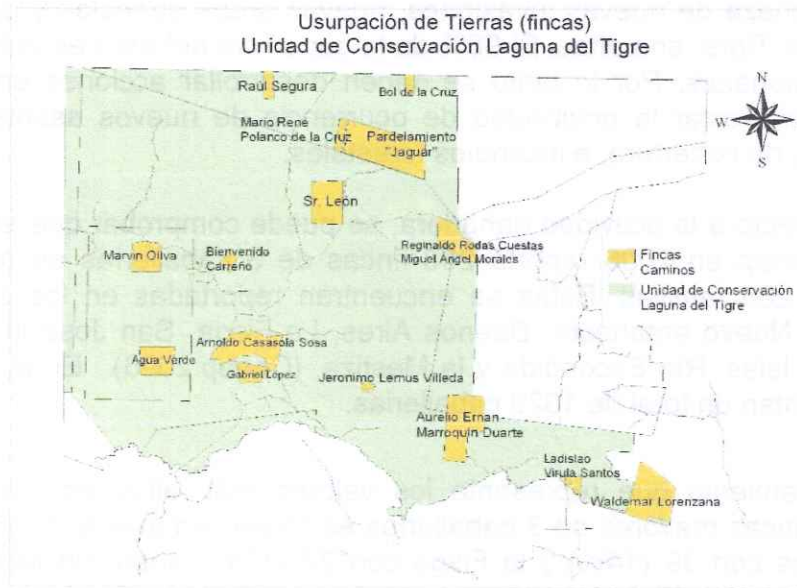 Usurpación de Tierras (fincas)
Unidad de Conservación Laguna del Tigre
Raúl Segura
Bol de la Cruz
Mario René
Polanco de la Cruz
Pardelamiento
"Jaguar"
N
W
E
S
Sr. León
Marvin Oliva
Bienvenido
Carreño
Reginaldo Rodas Cuestas
Miguel Ángel Morales
Fincas
Caminos
Unidad de Conservación
Laguna del Tigre
Agua Verde
Arnoldo Casasola Sosa
Gabriel López
Jeronimo Lemus Villeda
Aurelio Ernan
Marroquín Duarte
Ladislao
Virula Santos
Waldemar Lorenzana